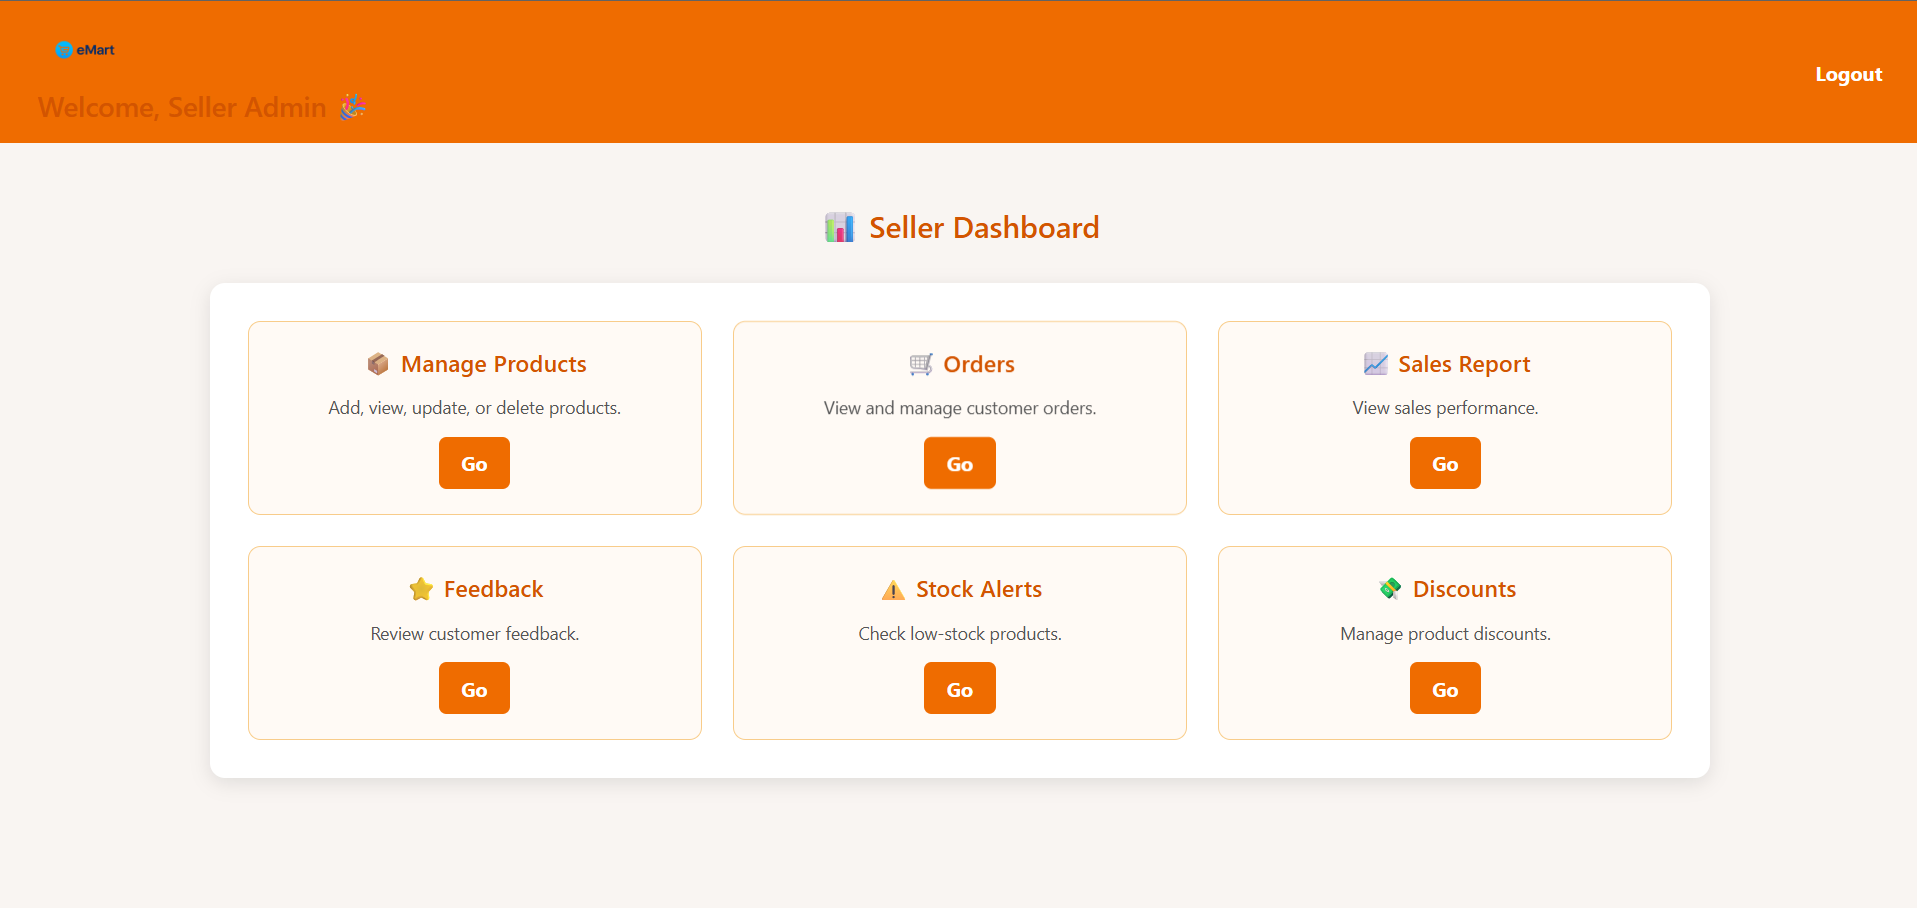 eMart
Logout
Welcome, Seller Admin 🎉
📊 Seller Dashboard
📦 Manage Products
Add, view, update, or delete products.
Go
🛒 Orders
View and manage customer orders.
Go
📈 Sales Report
View sales performance.
Go
⭐ Feedback
Review customer feedback.
Go
⚠️ Stock Alerts
Check low-stock products.
Go
💸 Discounts
Manage product discounts.
Go